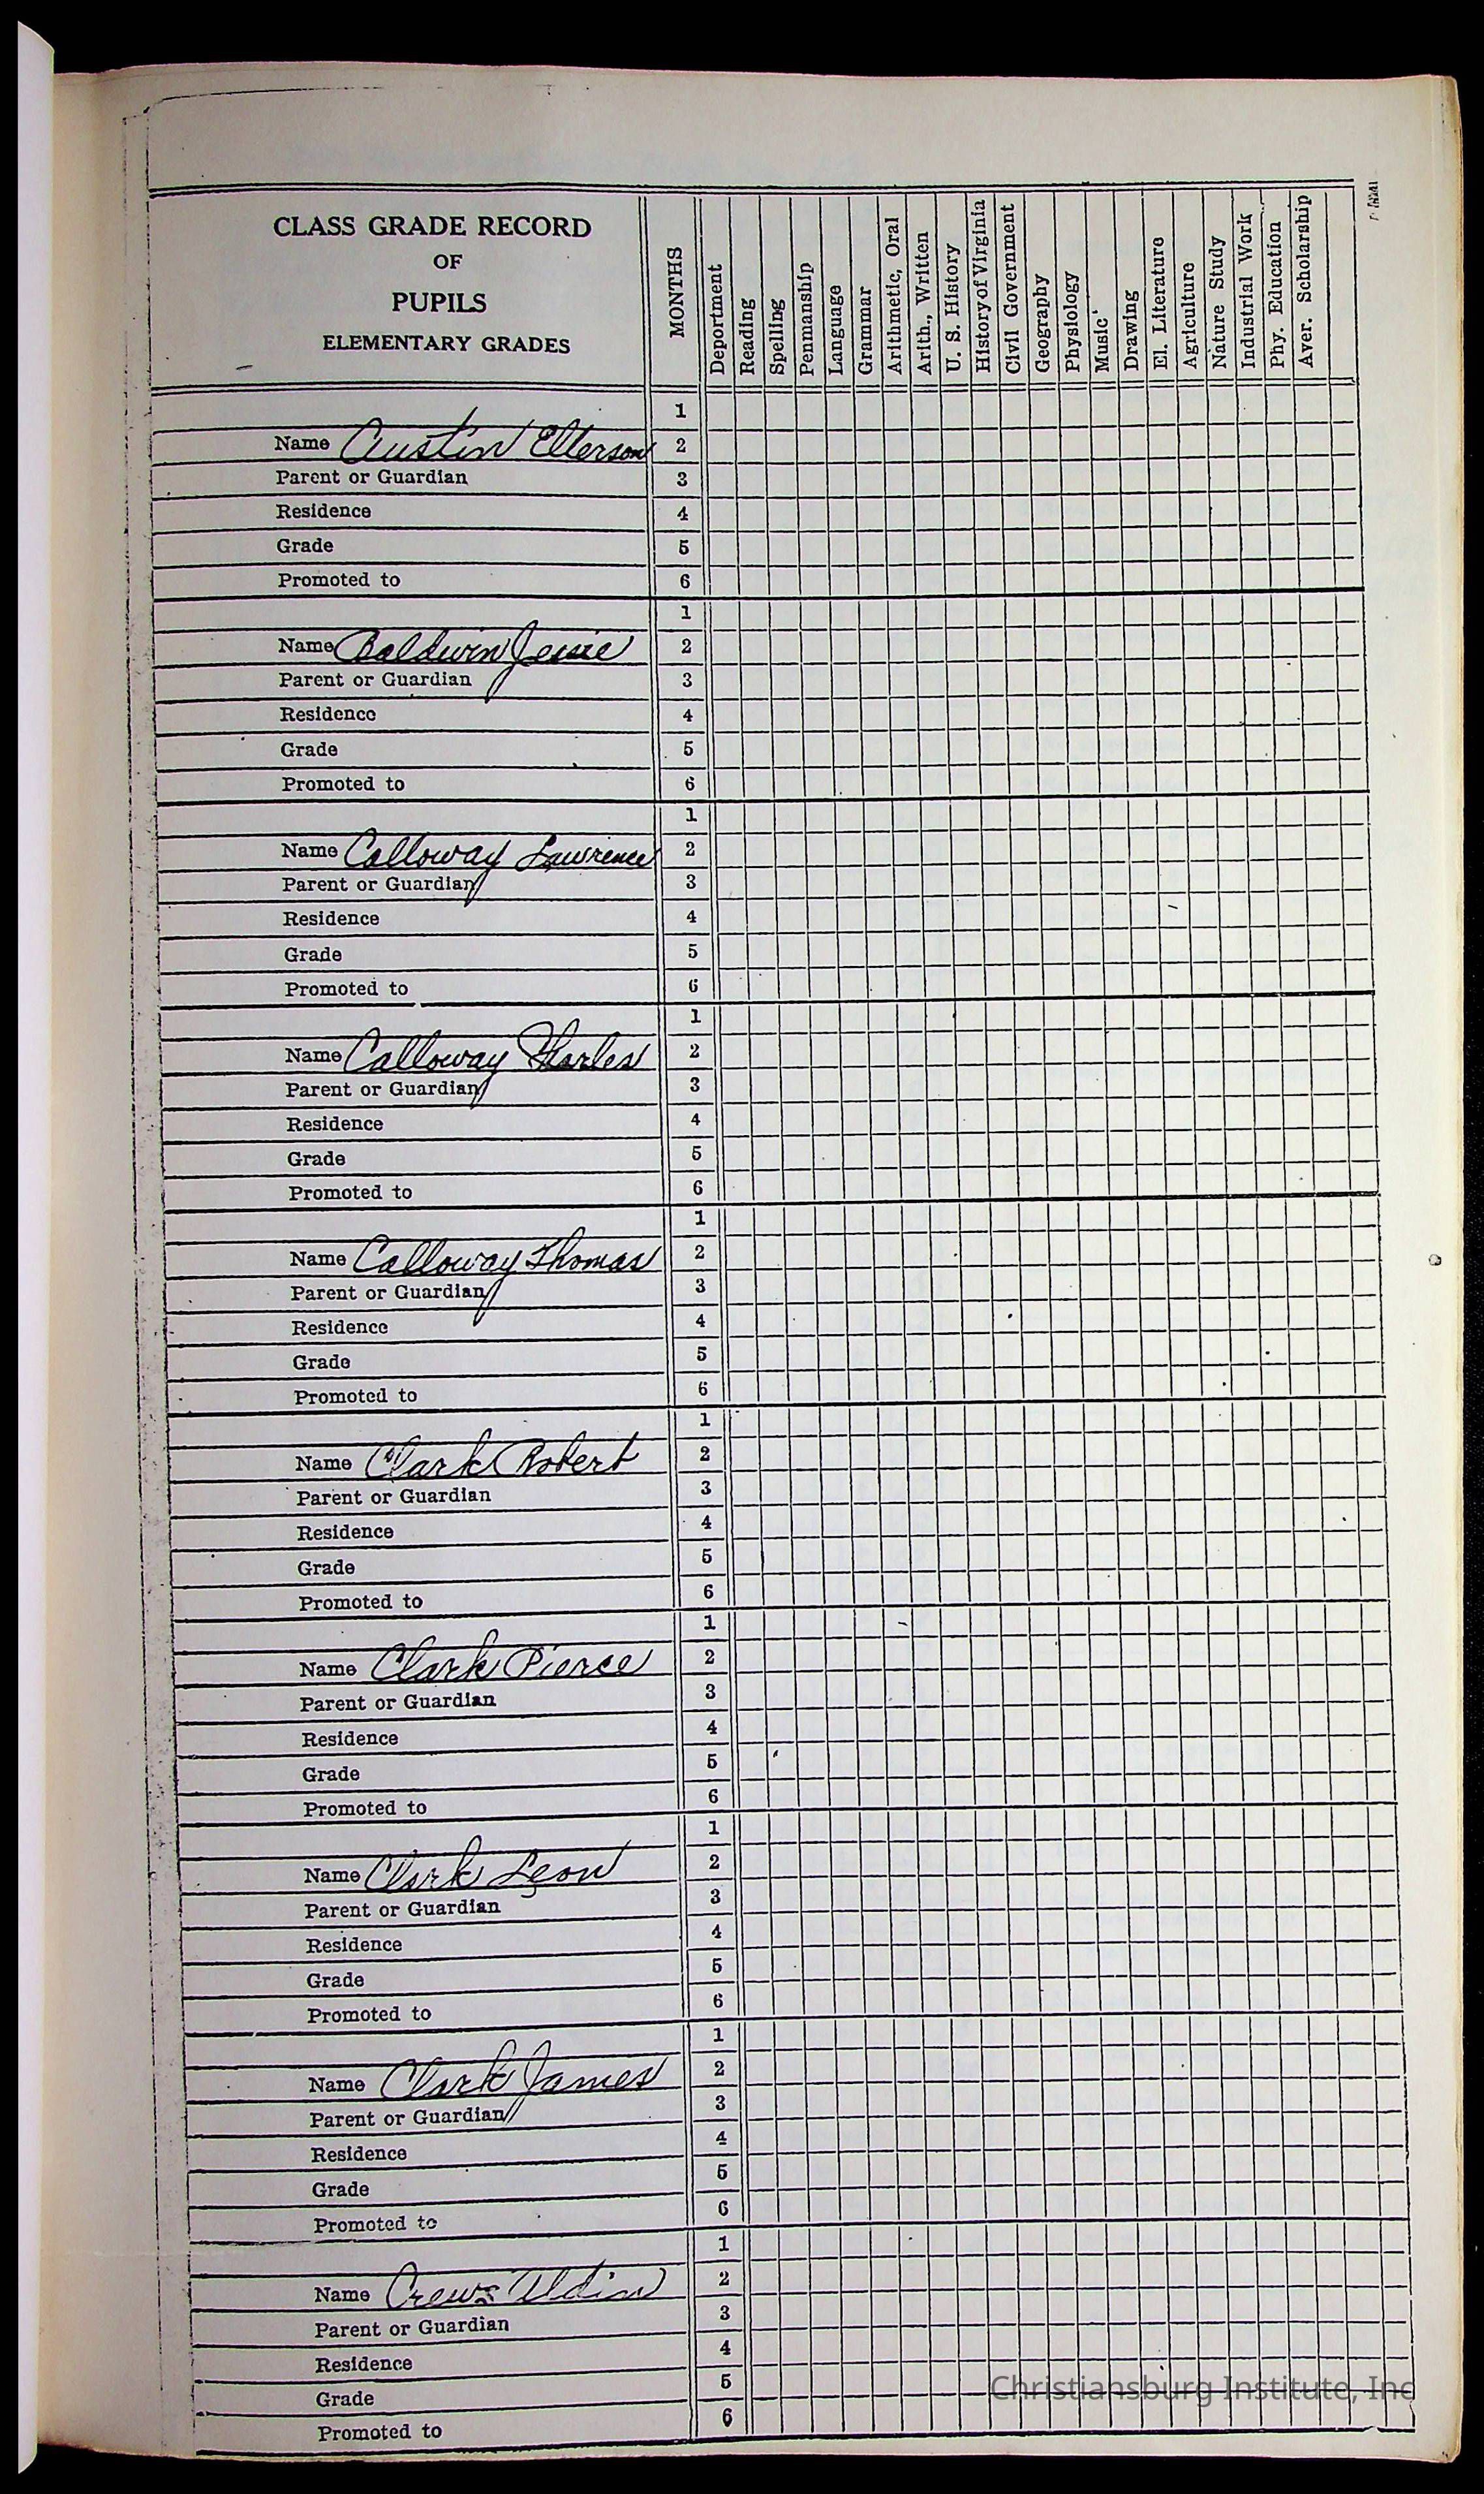 CLASS GRADE RECORD
OF
PUPILS
ELEMENTARY GRADES
MONTHS
Deportment
Reading
Spelling
Penmanship
Language
Grammar
Arithmetic, Oral
Arith., Written
U. S. History
History of Virginia
Civil Government
Geography
Physiology
Music
Drawing
El. Literature
Agriculture
Nature Study
Industrial Work
Phy. Education
Aver. Scholarship
1
Name Austin Ellerson 2
Parent or Guardian 3
Residence 4
Grade 5
Promoted to 6
1
Name Baldwin Jessie 2
Parent or Guardian 3
Residence 4
Grade 5
Promoted to 6
1
Name Calloway Lawrence 2
Parent or Guardian 3
Residence 4
Grade 5
Promoted to 6
1
Name Calloway Charles 2
Parent or Guardian 3
Residence 4
Grade 5
Promoted to 6
1
Name Calloway Thomas 2
Parent or Guardian 3
Residence 4
Grade 5
Promoted to 6
1
Name Clark Robert 2
Parent or Guardian 3
Residence 4
Grade 5
Promoted to 6
1
Name Clark Pierce 2
Parent or Guardian 3
Residence 4
Grade 5
Promoted to 6
1
Name Clark Leon 2
Parent or Guardian 3
Residence 4
Grade 5
Promoted to 6
1
Name Clark James 2
Parent or Guardian 3
Residence 4
Grade 5
Promoted to 6
1
Name Crews 2
Parent or Guardian 3
Residence 4
Grade 5
Promoted to 6
Christiansburg Institute, Inc